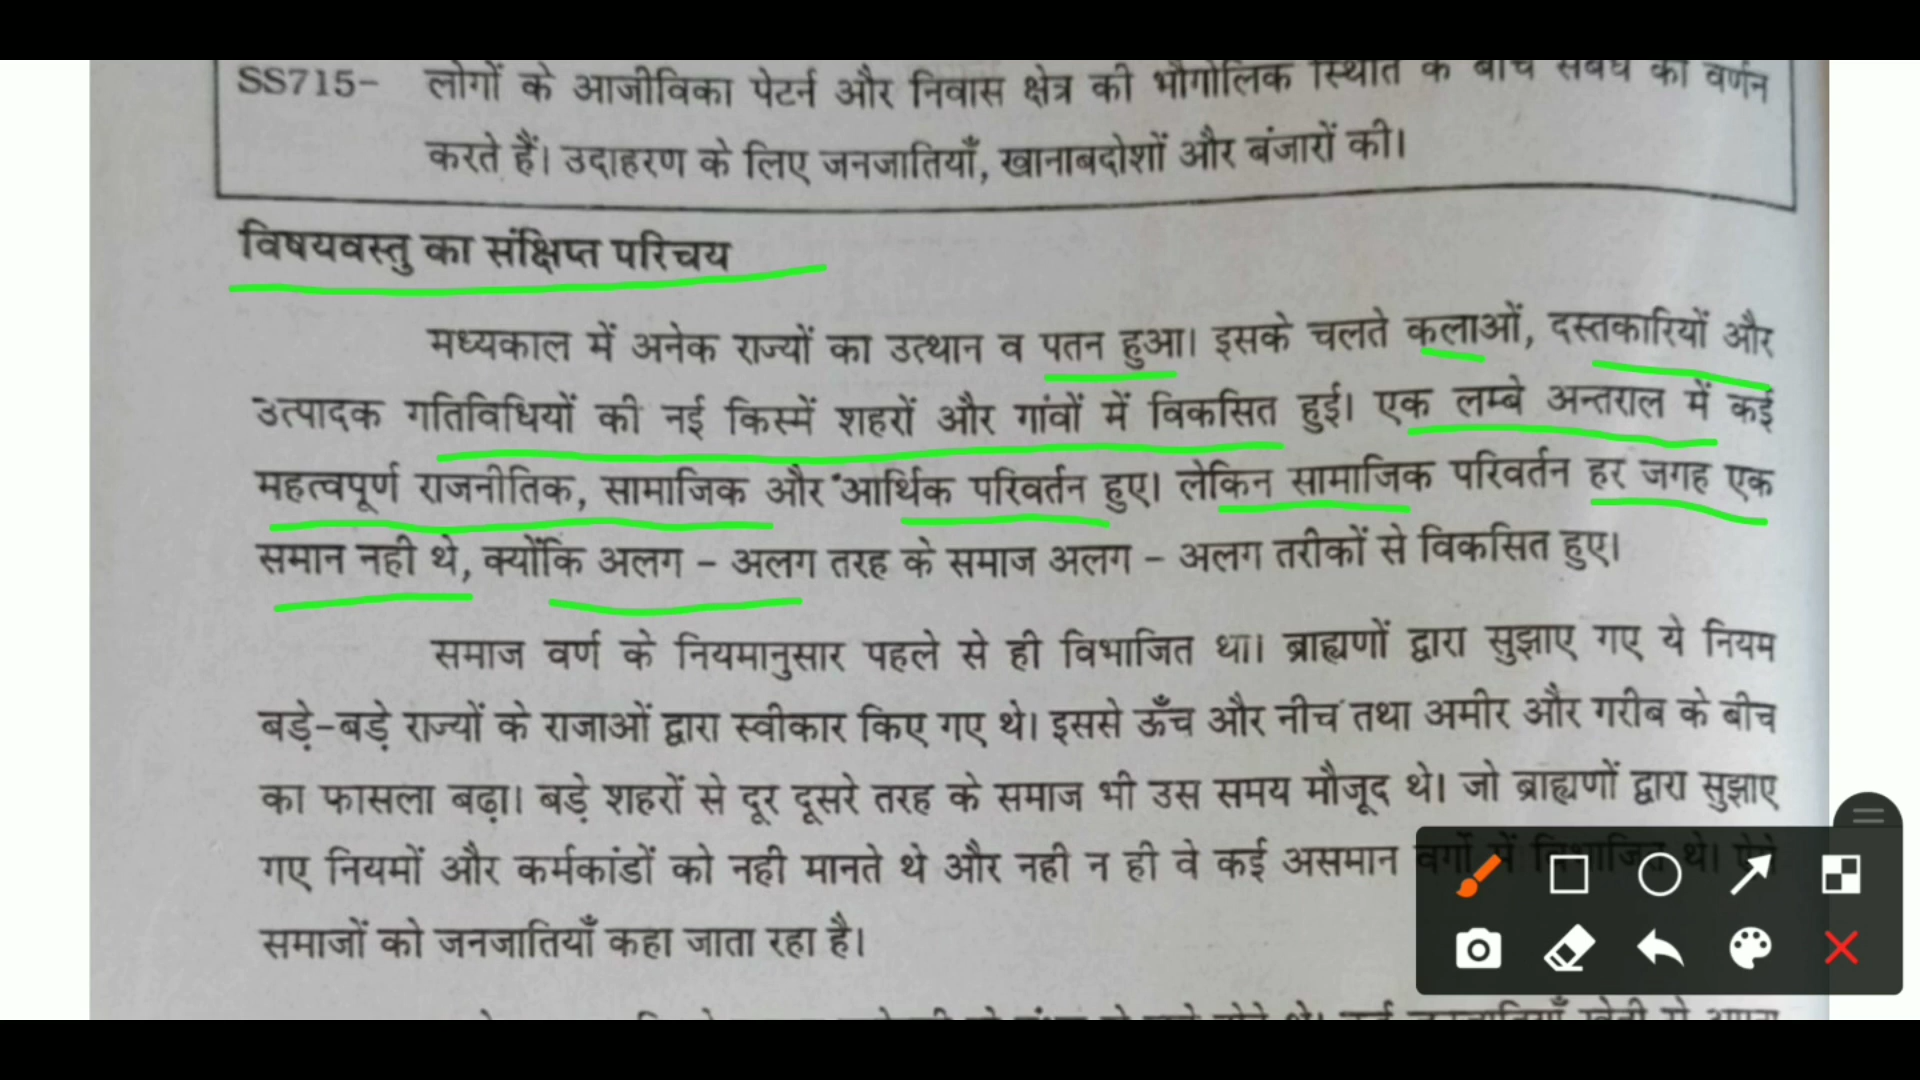 SS715- लोगों के आजीविका पेटर्न और निवास क्षेत्र की भौगोलिक स्थिति के बीच संबंध का वर्णन
करते हैं। उदाहरण के लिए जनजातियाँ, खानाबदोशों और बंजारों की।
विषयवस्तु का संक्षिप्त परिचय
मध्यकाल में अनेक राज्यों का उत्थान व पतन हुआ। इसके चलते कलाओं, दस्तकारियों और
उत्पादक गतिविधियों की नई किस्में शहरों और गांवों में विकसित हुई। एक लम्बे अन्तराल में कई
महत्वपूर्ण राजनीतिक, सामाजिक और आर्थिक परिवर्तन हुए। लेकिन सामाजिक परिवर्तन हर जगह एक
समान नही थे, क्योंकि अलग – अलग तरह के समाज अलग – अलग तरीकों से विकसित हुए।
समाज वर्ण के नियमानुसार पहले से ही विभाजित था। ब्राह्यणों द्वारा सुझाए गए ये नियम
बड़े-बड़े राज्यों के राजाओं द्वारा स्वीकार किए गए थे। इससे ऊँच और नीच तथा अमीर और गरीब के बीच
का फासला बढ़ा। बड़े शहरों से दूर दूसरे तरह के समाज भी उस समय मौजूद थे। जो ब्राह्यणों द्वारा सुझाए
गए नियमों और कर्मकांडों को नही मानते थे और नही न ही वे कई असमान वर्गो में विभाजित थे। ऐसे
समाजों को जनजातियाँ कहा जाता रहा है।